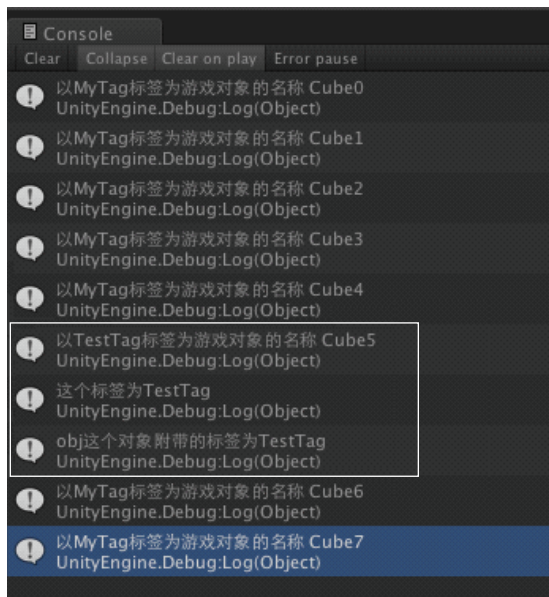 Console
Clear Collapse Clear on play Error pause
以MyTag标签为游戏对象的名称 Cube0
UnityEngine.Debug:Log(Object)
以MyTag标签为游戏对象的名称 Cube1
UnityEngine.Debug:Log(Object)
以MyTag标签为游戏对象的名称 Cube2
UnityEngine.Debug:Log(Object)
以MyTag标签为游戏对象的名称 Cube3
UnityEngine.Debug:Log(Object)
以MyTag标签为游戏对象的名称 Cube4
UnityEngine.Debug:Log(Object)
以TestTag标签为游戏对象的名称 Cube5
UnityEngine.Debug:Log(Object)
这个标签为TestTag
UnityEngine.Debug:Log(Object)
obj这个对象附带的标签为TestTag
UnityEngine.Debug:Log(Object)
以MyTag标签为游戏对象的名称 Cube6
UnityEngine.Debug:Log(Object)
以MyTag标签为游戏对象的名称 Cube7
UnityEngine.Debug:Log(Object)